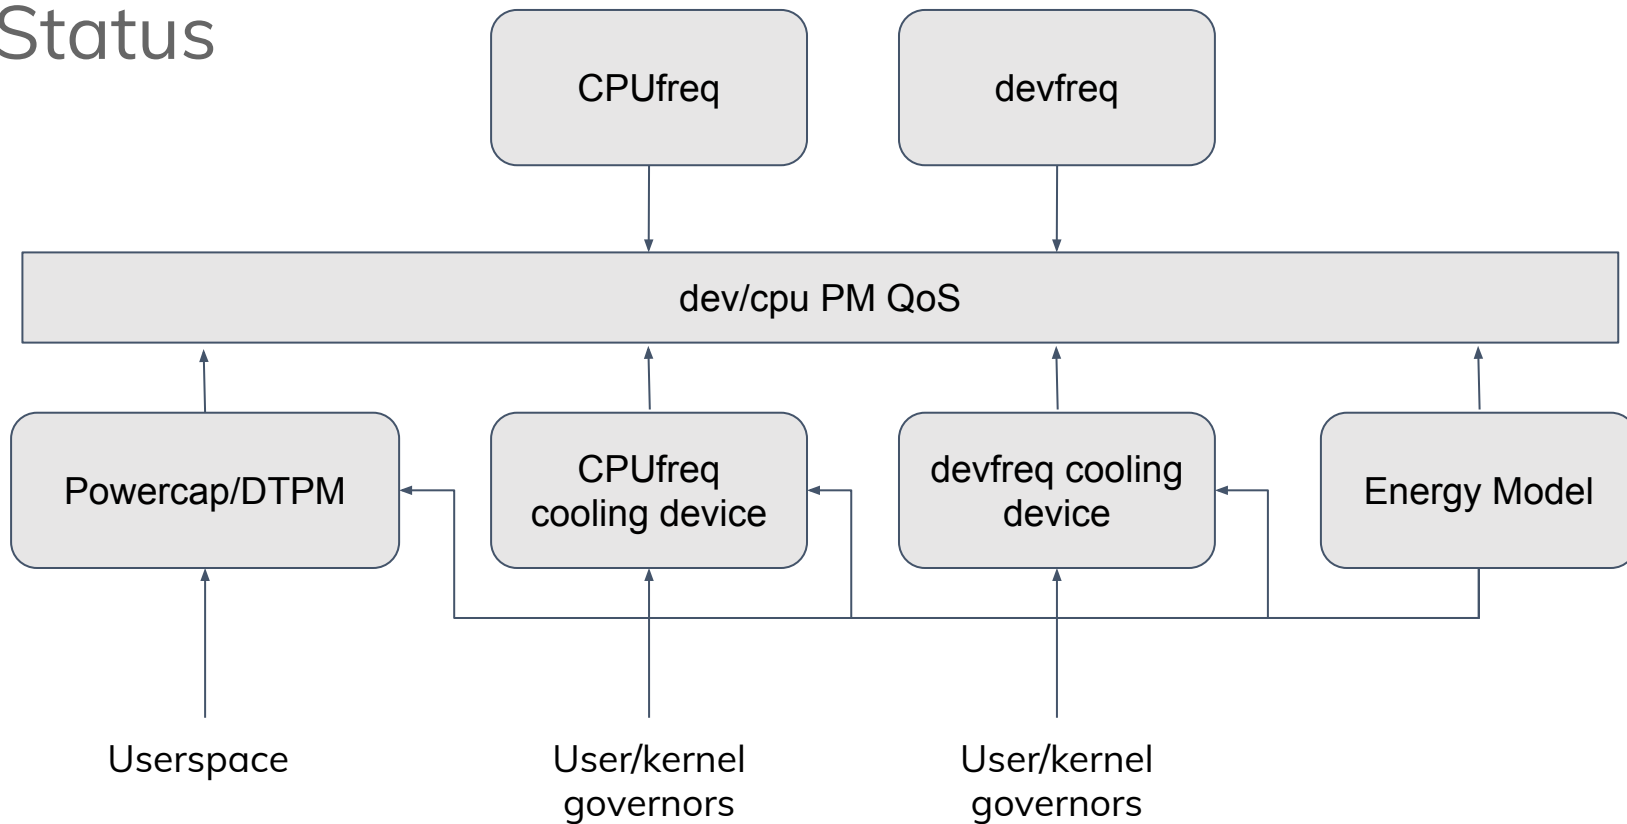 Status
CPUfreq
devfreq
dev/cpu PM QoS
Powercap/DTPM
CPUfreq
cooling device
devfreq cooling
device
Energy Model
Userspace
User/kernel
governors
User/kernel
governors